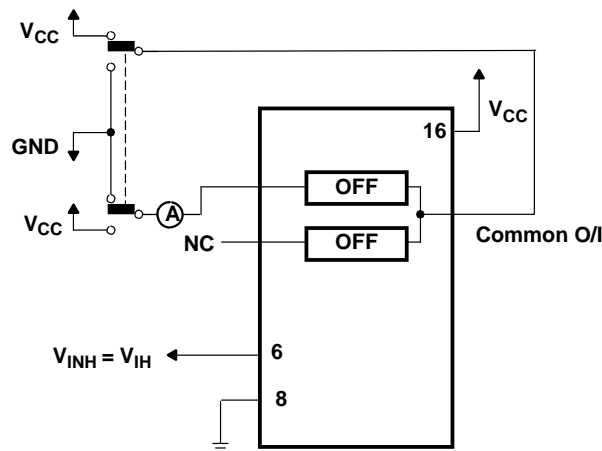 VCC
16
VCC
GND
OFF
A
VCC
Common O/I
NC
OFF
VINH = VIH
6
8